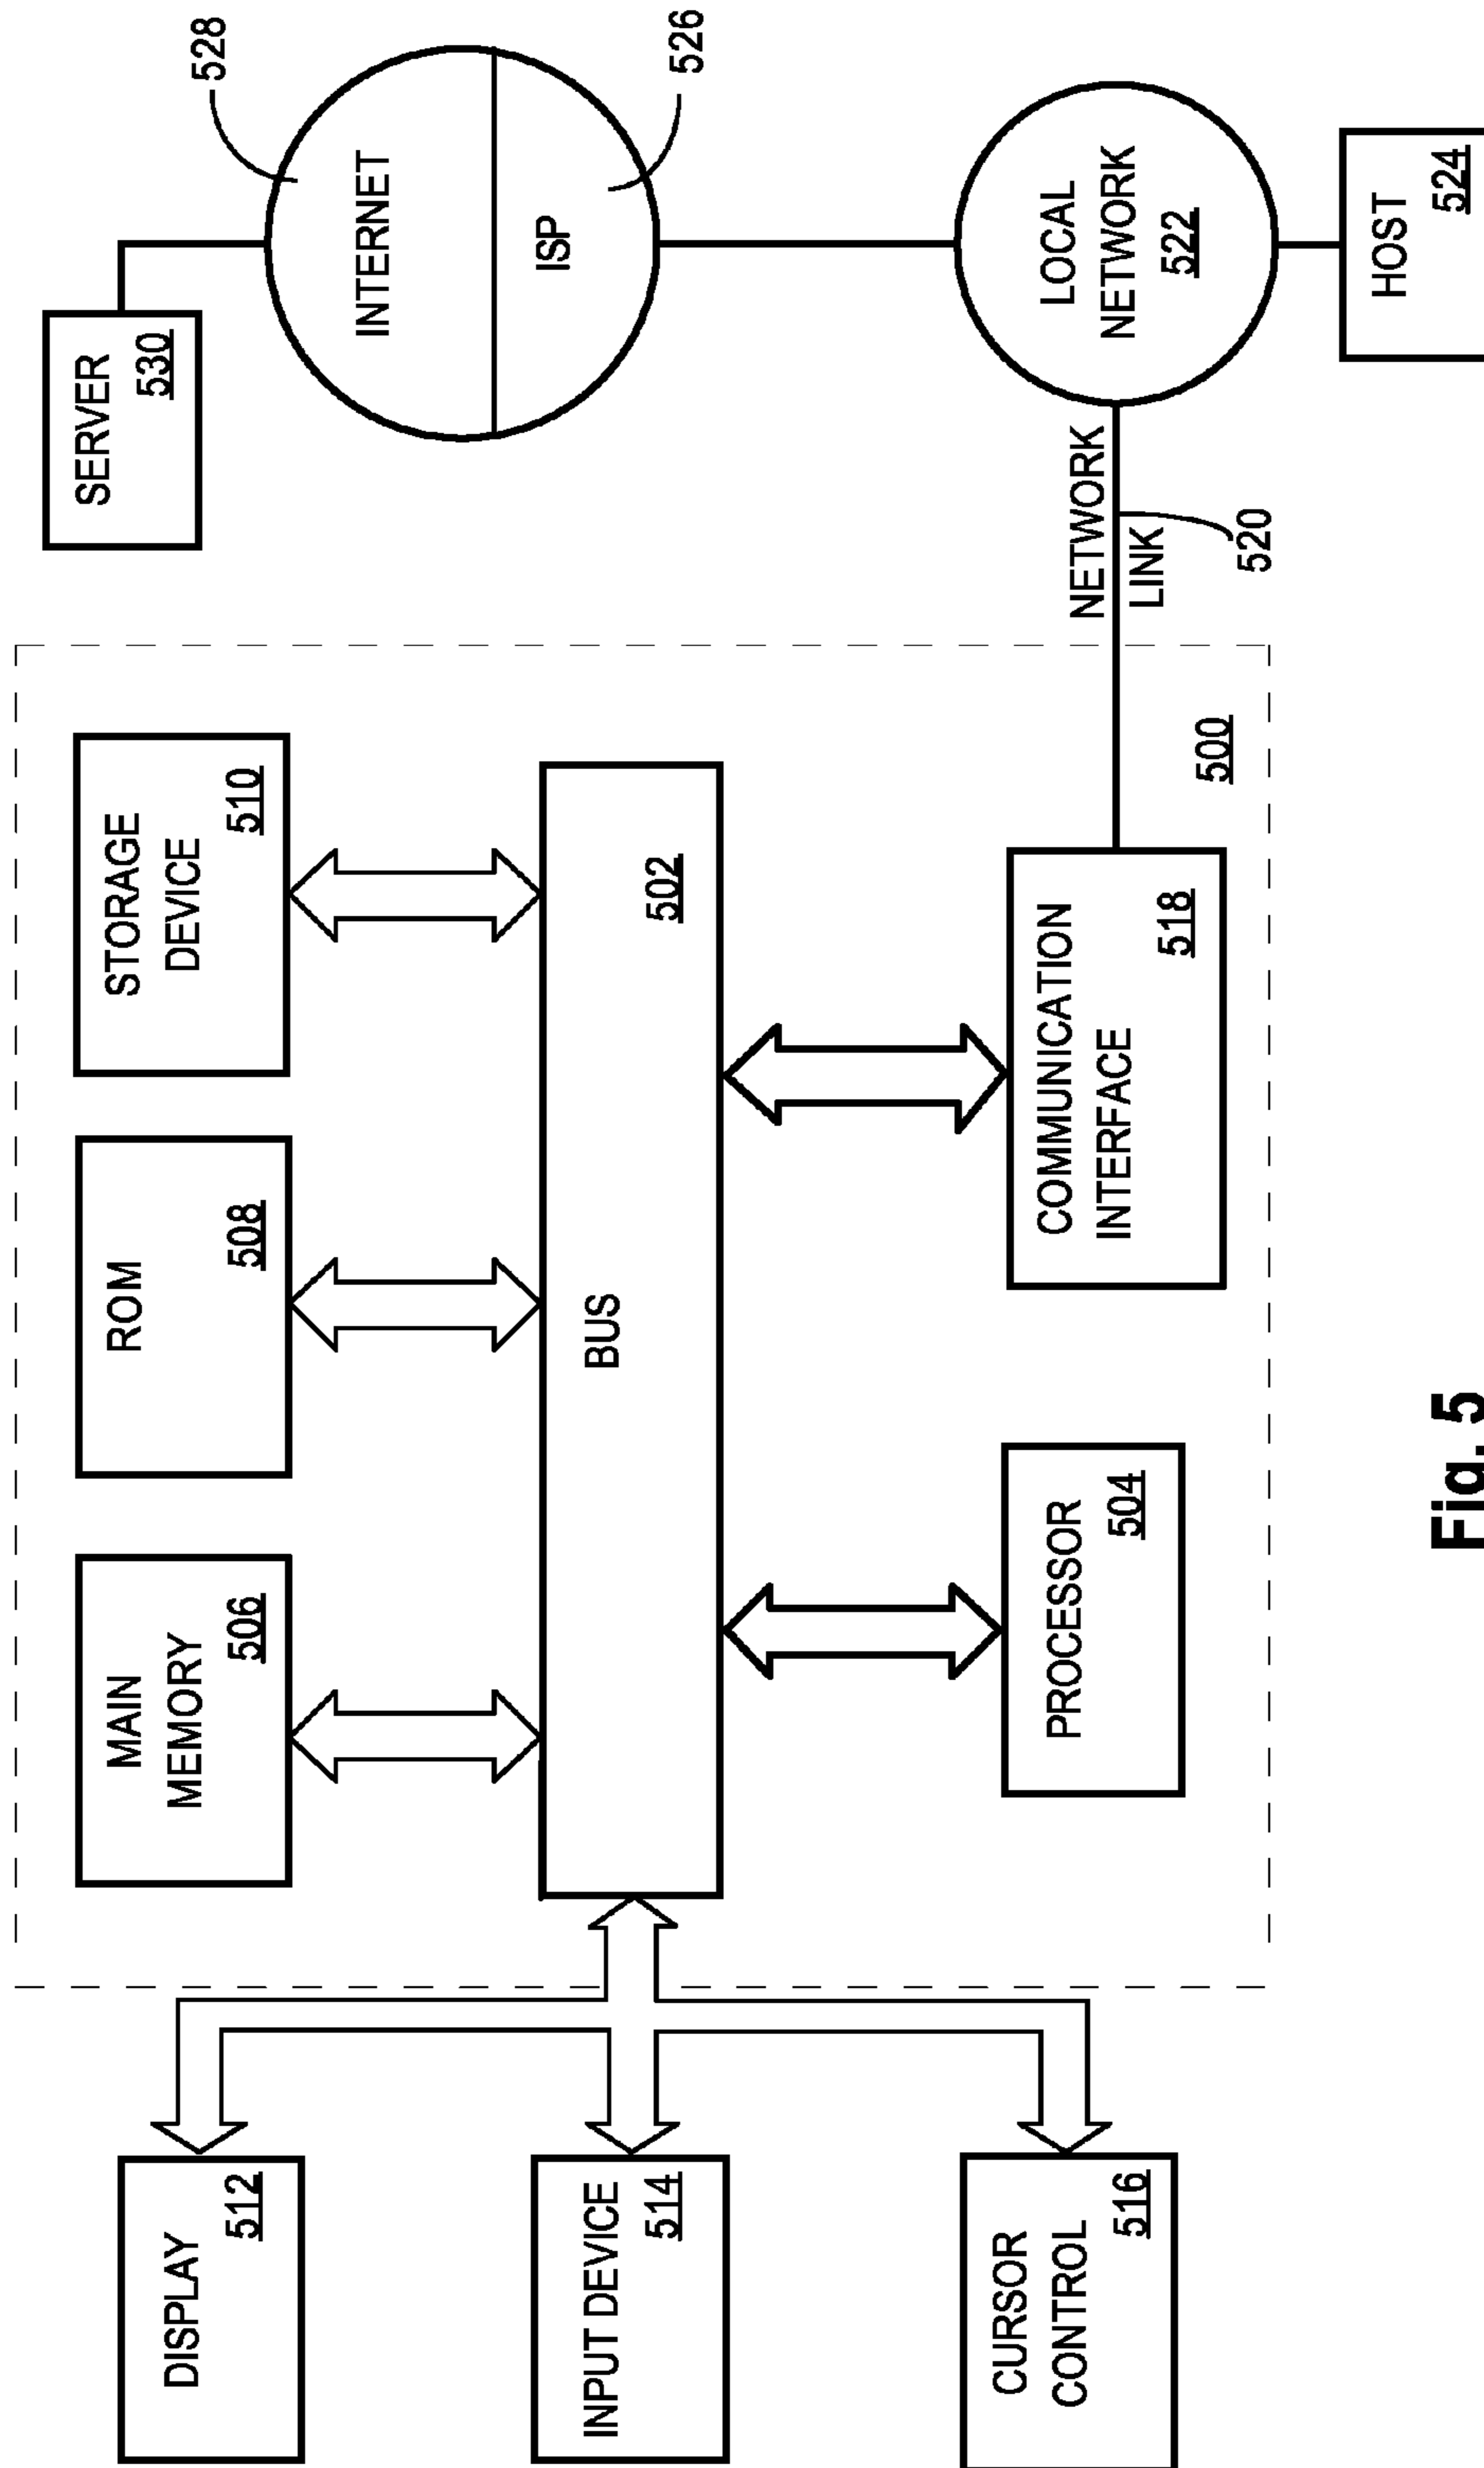 DISPLAY
512
INPUT DEVICE
514
CURSOR
CONTROL
516
MAIN
MEMORY
506
ROM
508
STORAGE
DEVICE
510
BUS
502
PROCESSOR
504
COMMUNICATION
INTERFACE
518
500
SERVER
530
INTERNET
528
ISP
526
NETWORK
LINK
520
LOCAL
NETWORK
522
HOST
524
Fig. 5